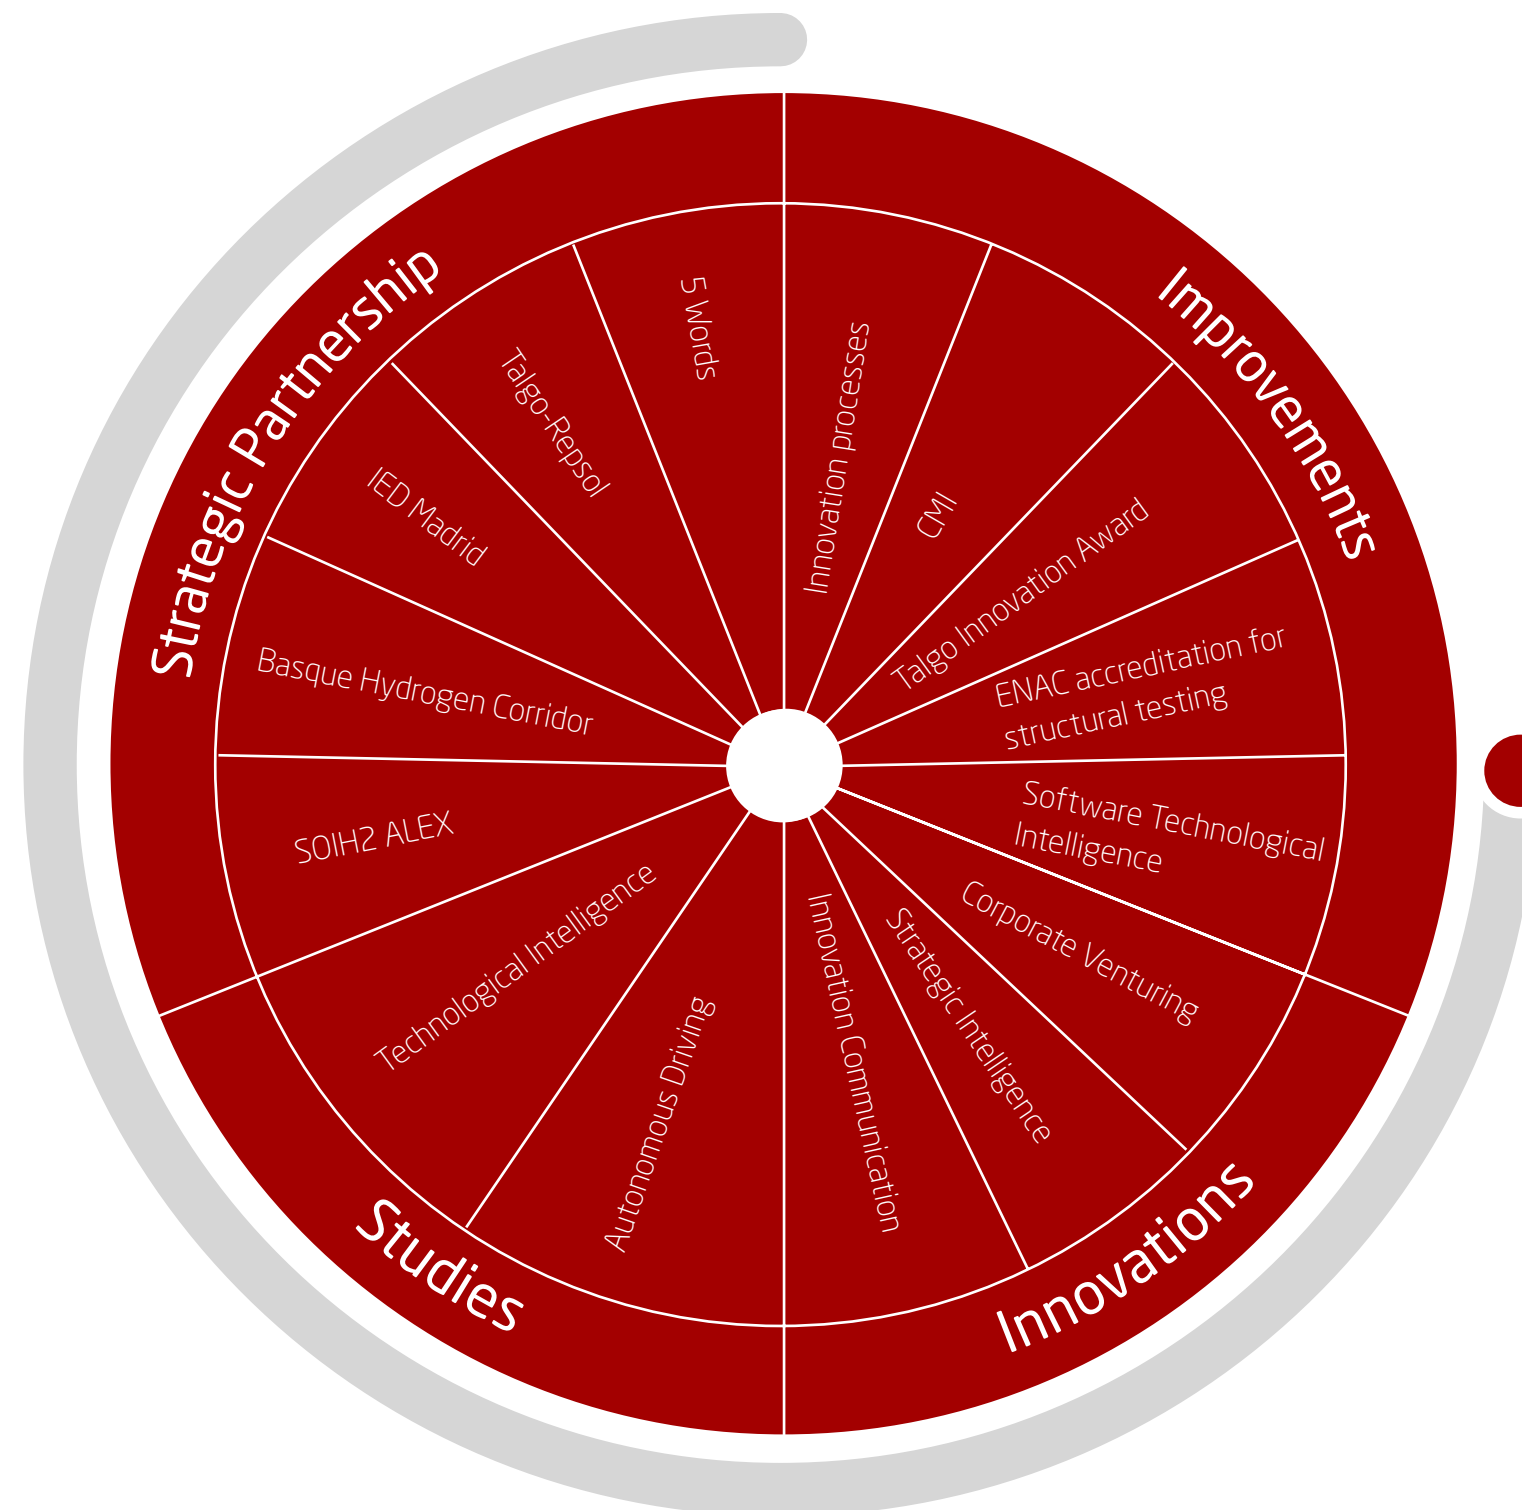 Strategic Partnership
5 Words
Talgo-Repsol
IED Madrid
Basque Hydrogen Corridor
SOIH2 ALEX
Improvements
Innovation processes
CMI
Talgo Innovation Award
ENAC accreditation for
structural testing
Software Technological
Intelligence
Innovations
Corporate Venturing
Strategic Intelligence
Innovation Communication
Studies
Autonomous Driving
Technological Intelligence